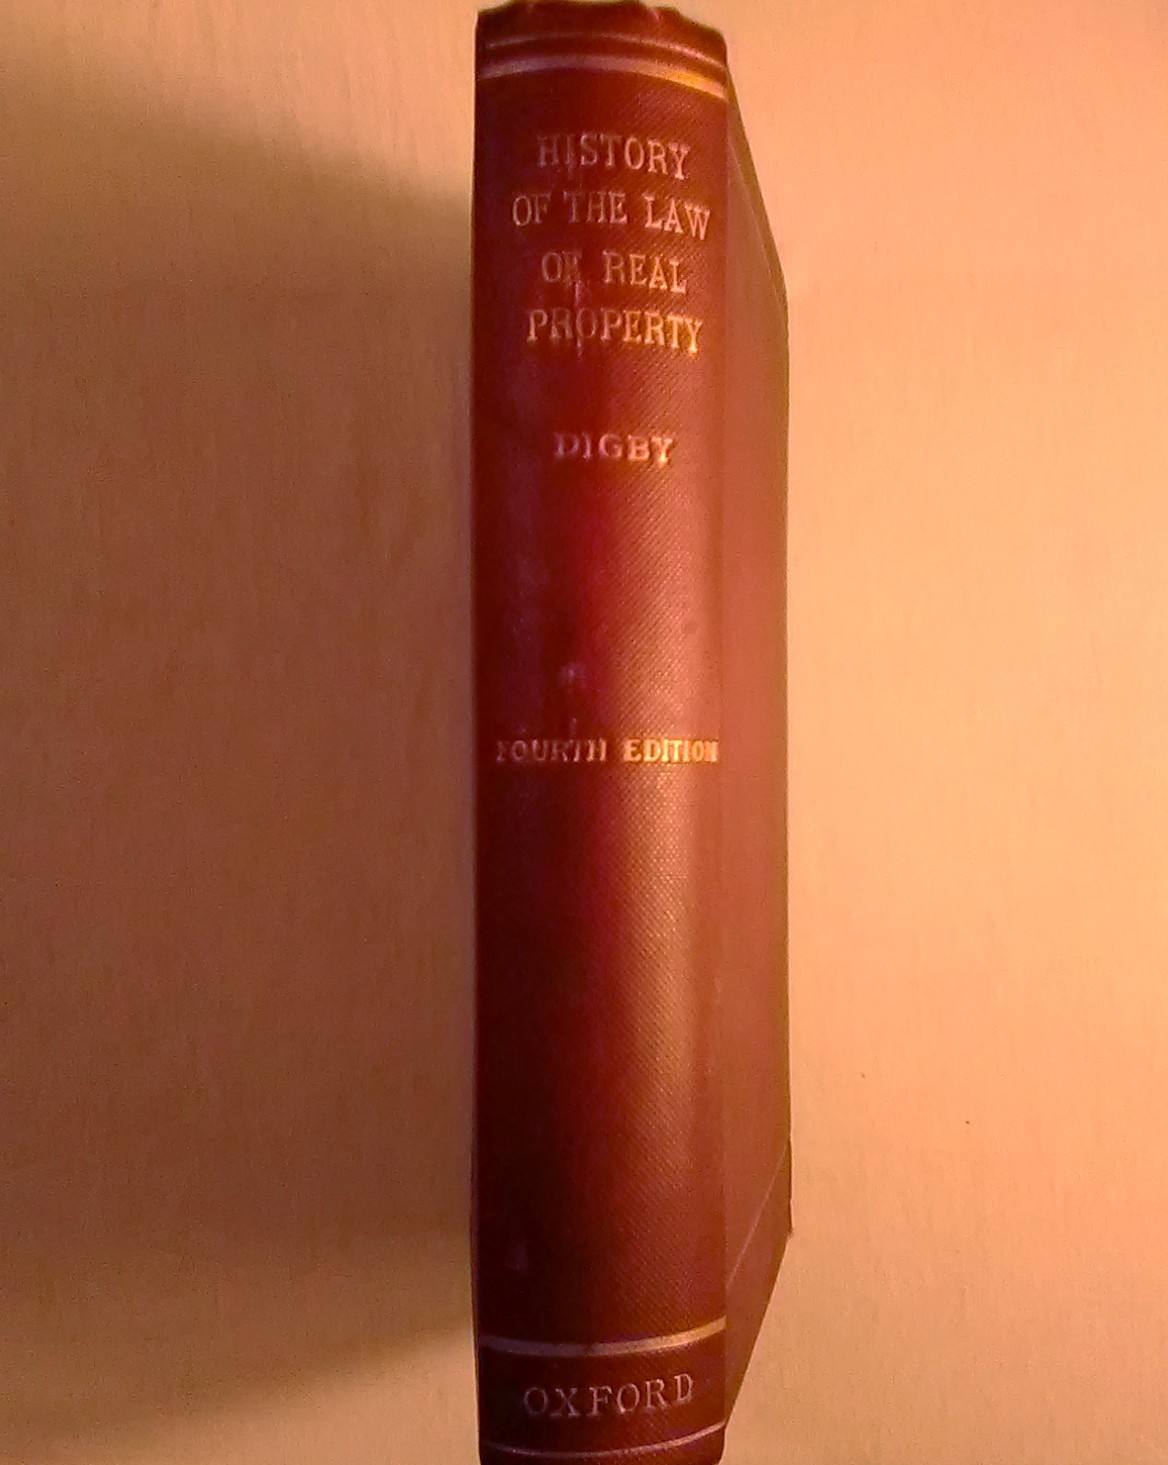 HISTORY
OF THE LAW
OF REAL
PROPERTY
DIGBY
FOURTH EDITION
OXFORD